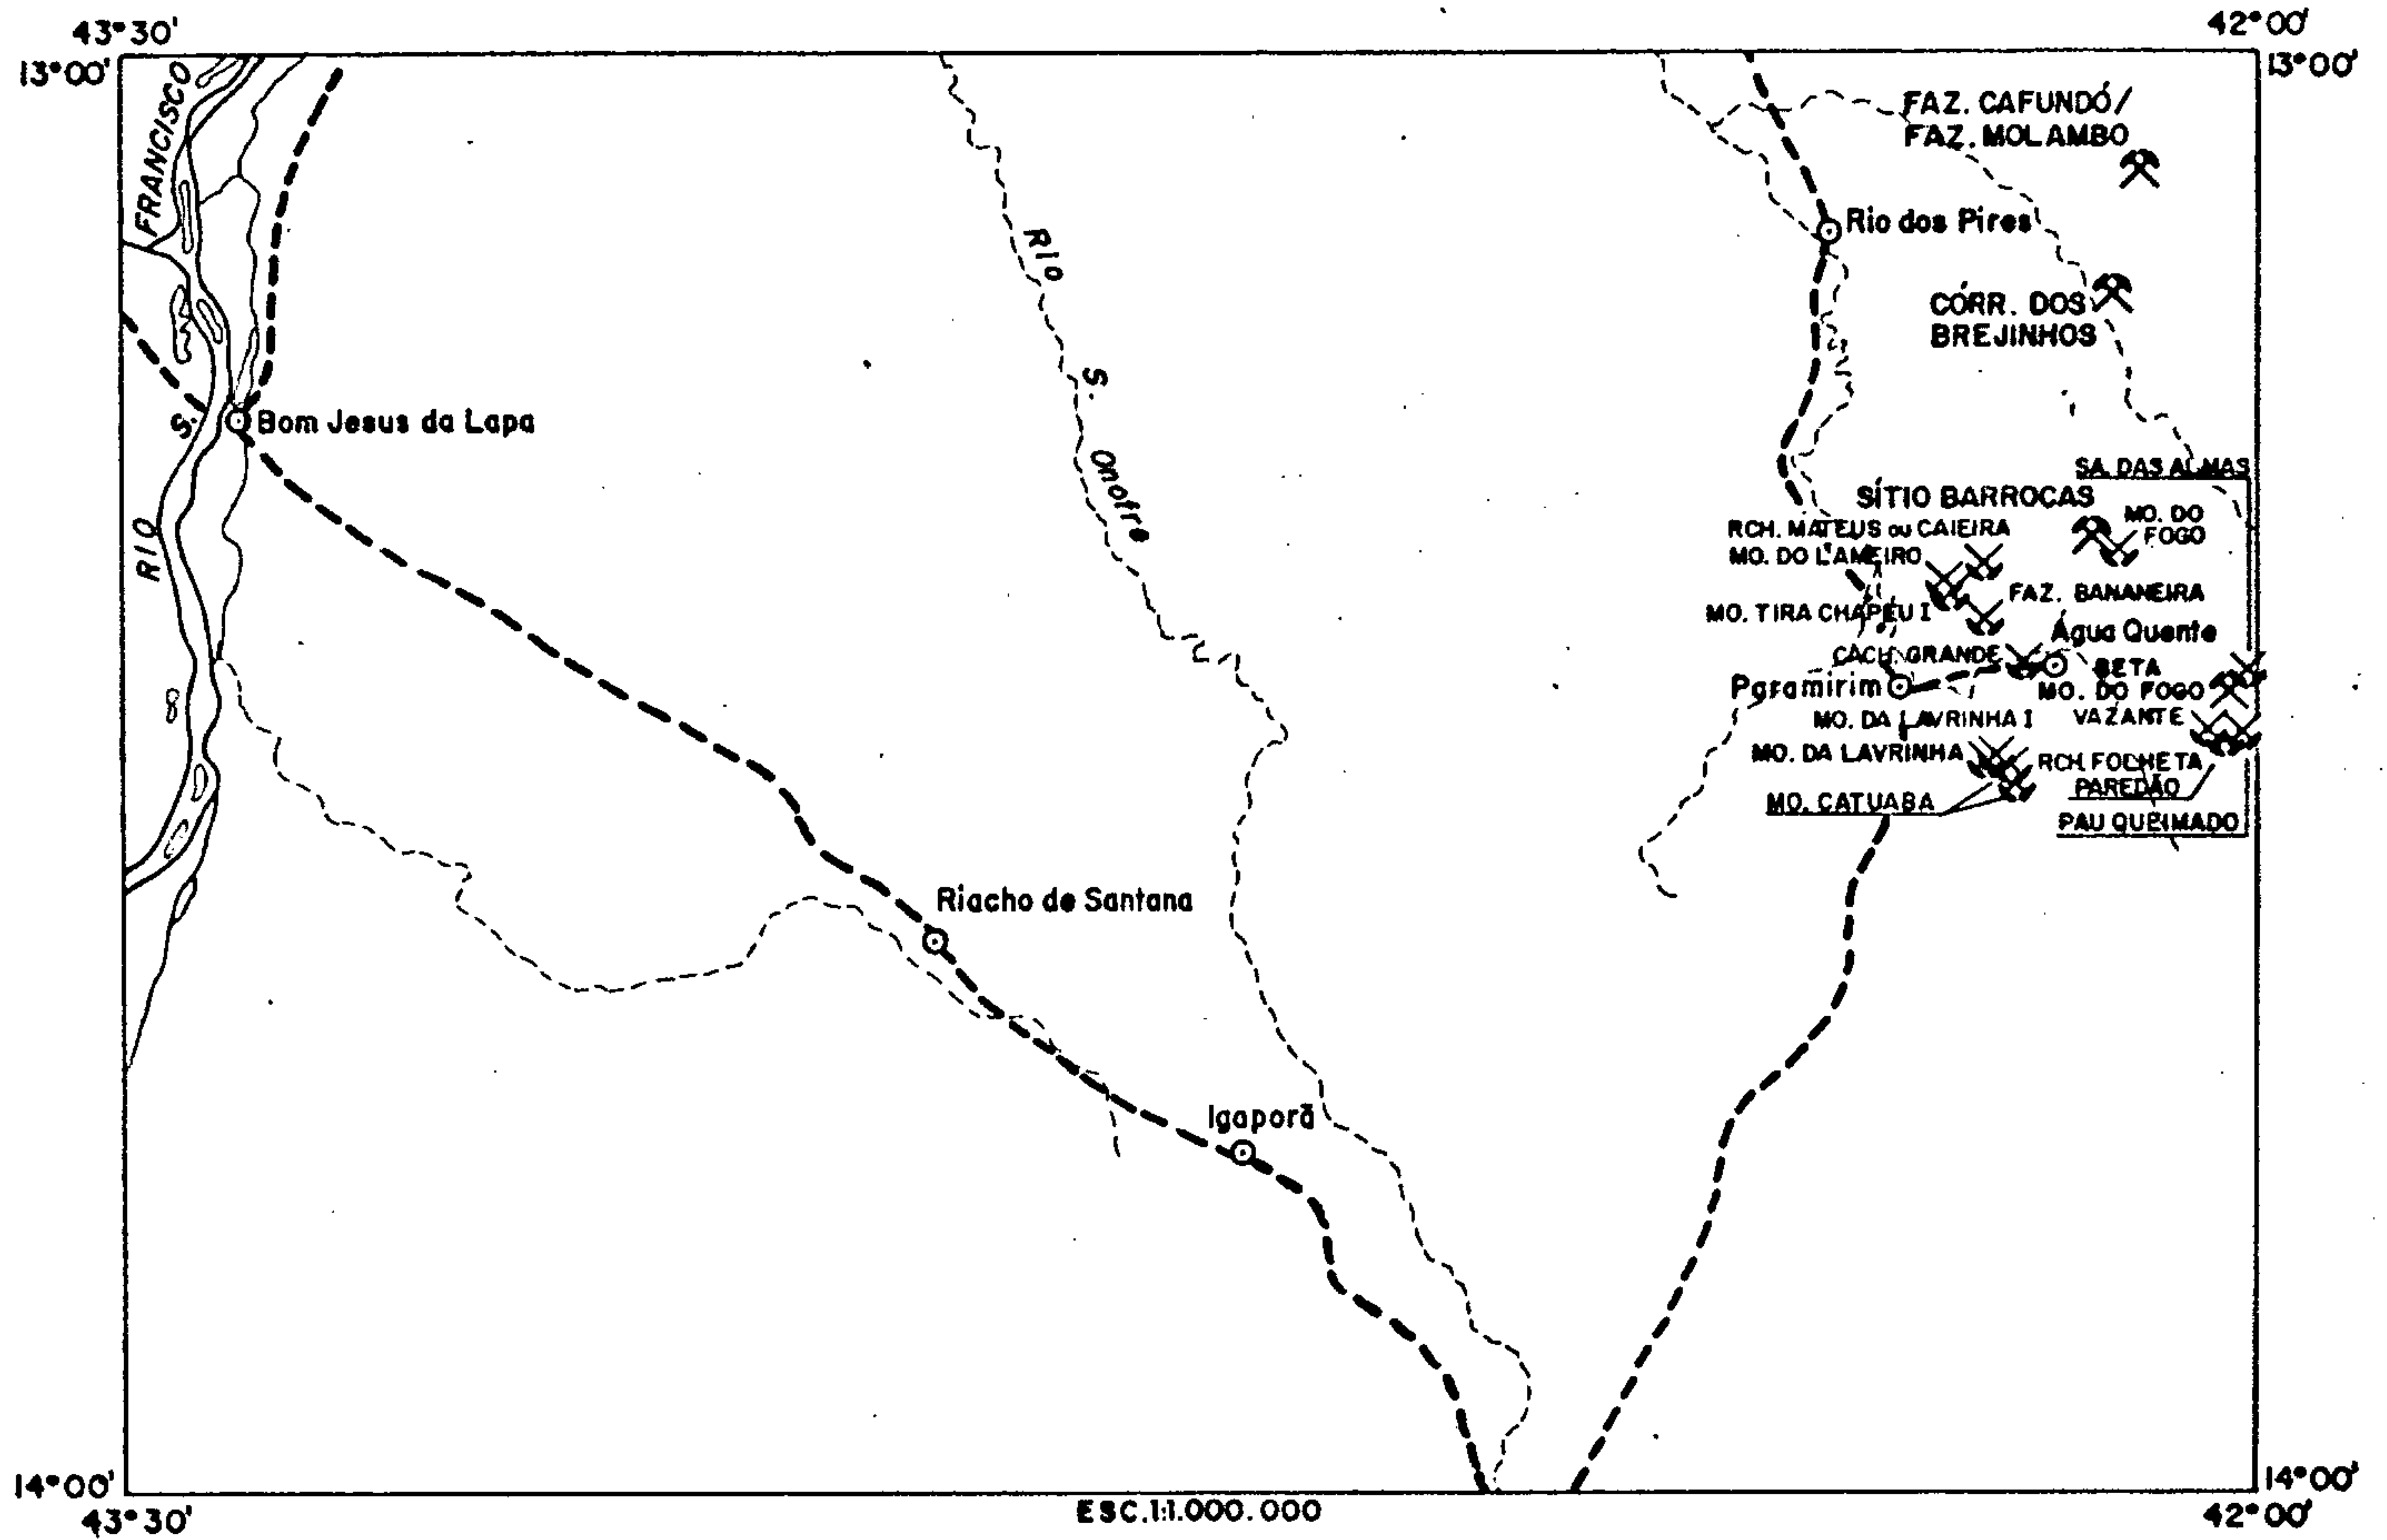 43°30'
42°00'
13°00'
13°00'
FRANCISCO
FAZ. CAFUNDÓ/
FAZ. MOLAMBO
Rio dos Pires
RIO
CÓRR. DOS
BREJINHOS
S.
S.
Bom Jesus da Lapa
Onofre
SA. DAS ALMAS
SÍTIO BARROCAS
MO. DO
FOGO
RCH. MATEUS OU CAIEIRA
RIO
MO. DO LAMEIRO
FAZ. BANANEIRA
MO. TIRA CHAPEU I
Água Quente
CACH. GRANDE
BETA
Paramirim
MO. DO FOGO
MO. DA LAVRINHA I
VAZANTE
MO. DA LAVRINHA
RCH. FOLHETA
PAREDÃO
MO. CATUABA
PAU QUEIMADO
Riacho de Santana
Igaporã
14°00'
14°00'
43°30'
ESC.1:1.000.000
42°00'